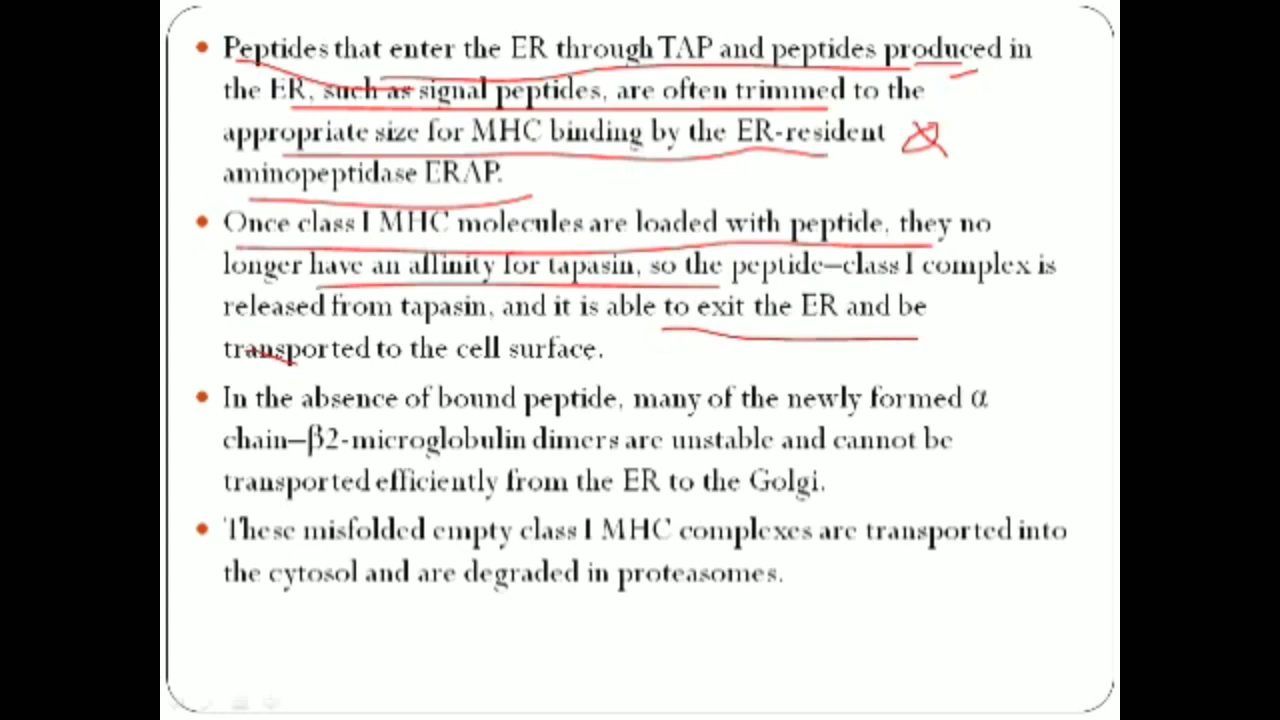 • Peptides that enter the ER through TAP and peptides produced in
the ER, such as signal peptides, are often trimmed to the
appropriate size for MHC binding by the ER-resident
aminopeptidase ERAP.
• Once class I MHC molecules are loaded with peptide, they no
longer have an affinity for tapasin, so the peptide–class I complex is
released from tapasin, and it is able to exit the ER and be
transported to the cell surface.
• In the absence of bound peptide, many of the newly formed α
chain–β2-microglobulin dimers are unstable and cannot be
transported efficiently from the ER to the Golgi.
• These misfolded empty class I MHC complexes are transported into
the cytosol and are degraded in proteasomes.